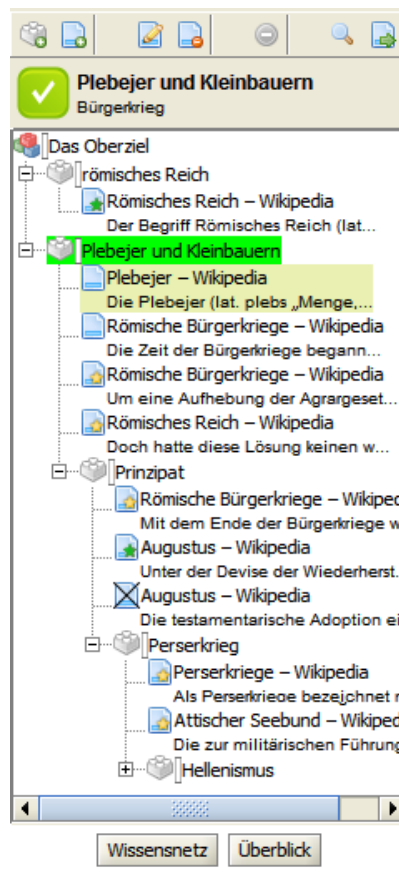 Plebejer und Kleinbauern
Bürgerkrieg
Das Oberziel
römisches Reich
Römisches Reich – Wikipedia
Der Begriff Römisches Reich (lat...
Plebejer und Kleinbauern
Plebejer – Wikipedia
Die Plebejer (lat. plebs „Menge,...
Römische Bürgerkriege – Wikipedia
Die Zeit der Bürgerkriege begann...
Römische Bürgerkriege – Wikipedia
Um eine Aufhebung der Agrargeset...
Römisches Reich – Wikipedia
Doch hatte diese Lösung keinen w...
Prinzipat
Römische Bürgerkriege – Wikiped
Mit dem Ende der Bürgerkriege w
Augustus – Wikipedia
Unter der Devise der Wiederherst.
Augustus – Wikipedia
Die testamentarische Adoption ei
Perserkrieg
Perserkriege – Wikipedia
Als Perserkriege bezeichnet
Attischer Seebund – Wikiped
Die zur militärischen Führung
Hellenismus
Wissensnetz Überblick